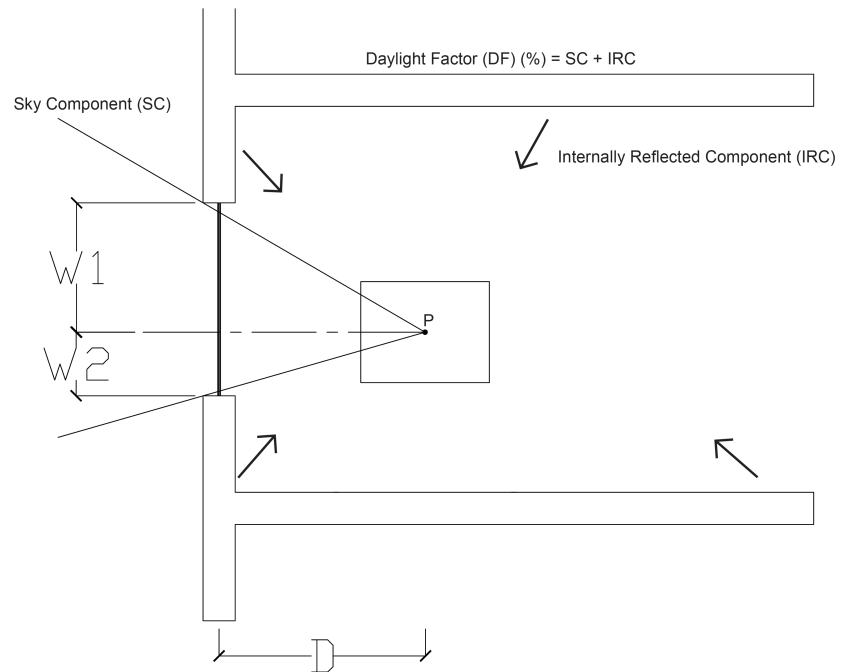 Daylight Factor (DF) (%) = SC + IRC
Sky Component (SC)
Internally Reflected Component (IRC)
W1
P
W2
D